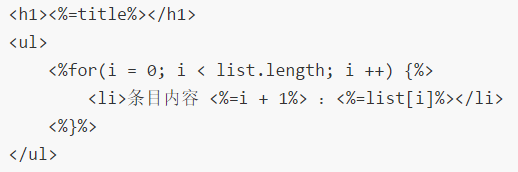 <h1><%=title%></h1>
<ul>
    <%for(i = 0; i < list.length; i ++) {%>
        <li>条目内容 <%=i + 1%> ：<%=list[i]%></li>
    <%}%>
</ul>